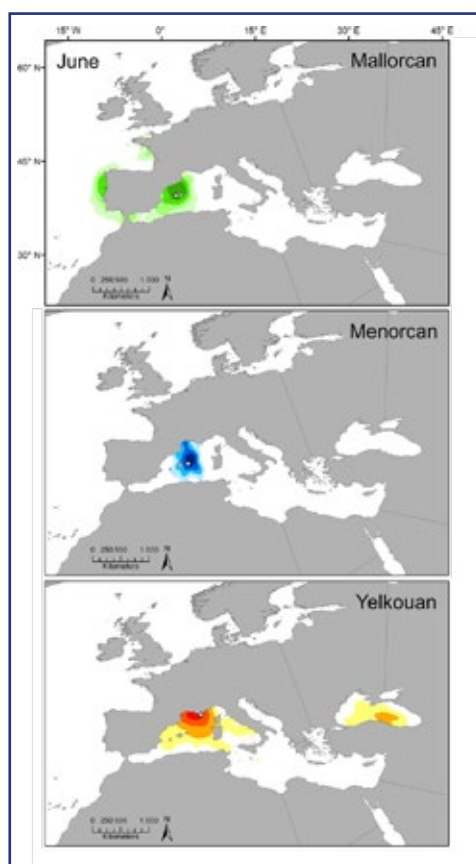 15°W 0° 15°E 30°E 45°E
June Mallorcan
60° N
45° N
30° N
N
Kilometers
Menorcan
N
Kilometers
Yelkouan
N
Kilometers